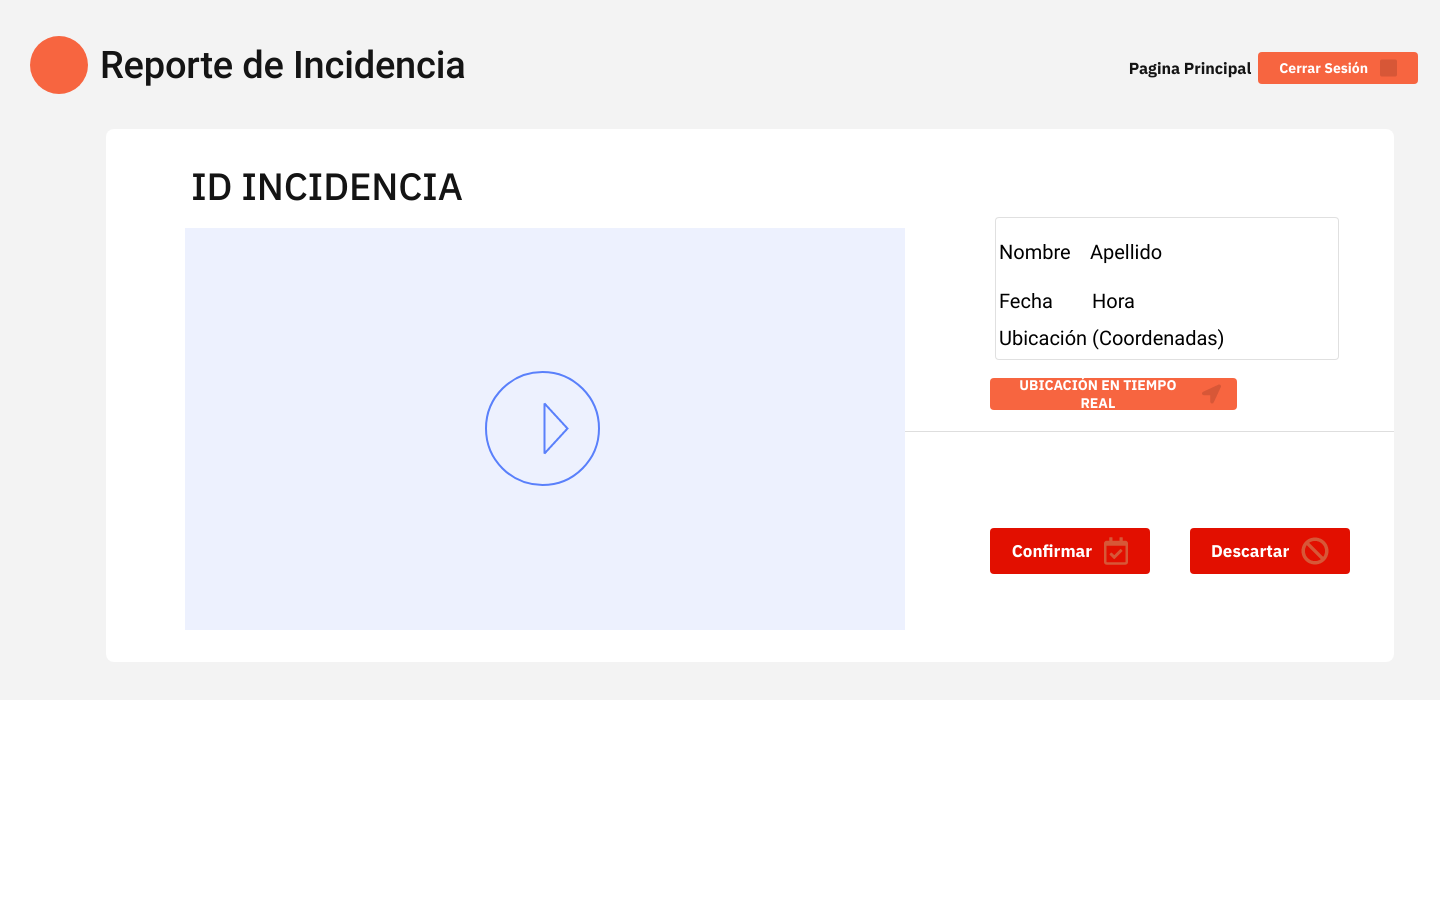 Reporte de Incidencia
Pagina Principal
Cerrar Sesión
ID INCIDENCIA
Nombre Apellido
Fecha Hora
Ubicación (Coordenadas)
UBICACIÓN EN TIEMPO
REAL
Confirmar
Descartar